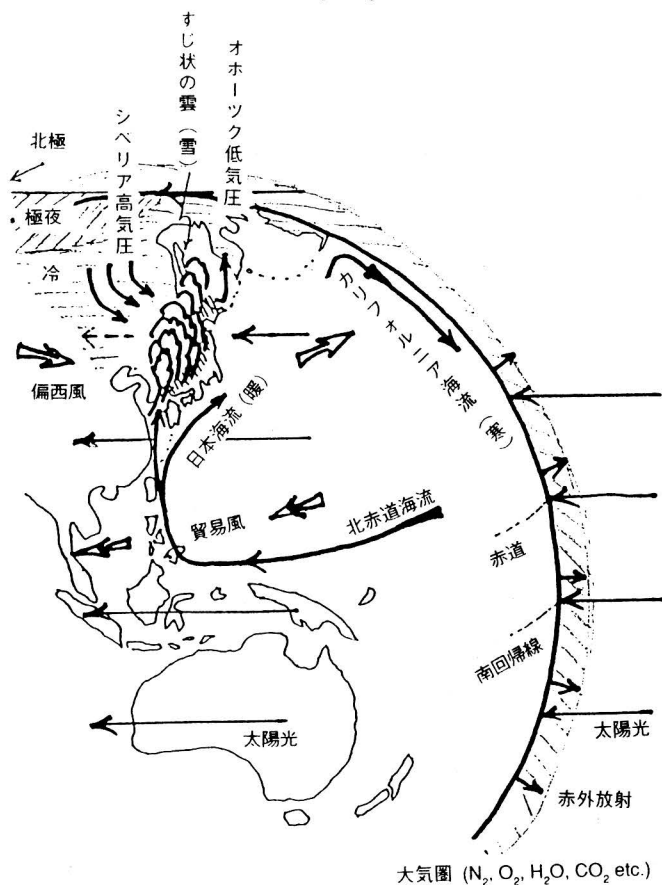 すじ状の雲(雪)
オホーツク低気圧
シベリア高気圧
北極
極夜
冷
カリフォルニア海流(寒)
偏西風
日本海流(暖)
貿易風
北赤道海流
赤道
南回帰線
太陽光
太陽光
赤外放射
大気圏 (N₂, O₂, H₂O, CO₂ etc.)